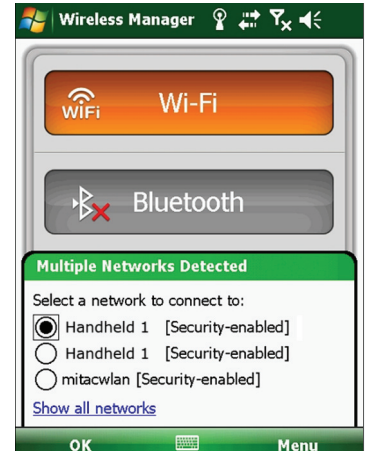 Wireless Manager
WiFi
Wi-Fi
Bluetooth
Multiple Networks Detected
Select a network to connect to:
Handheld 1 [Security-enabled]
Handheld 1 [Security-enabled]
mitacwlan [Security-enabled]
Show all networks
OK Menu